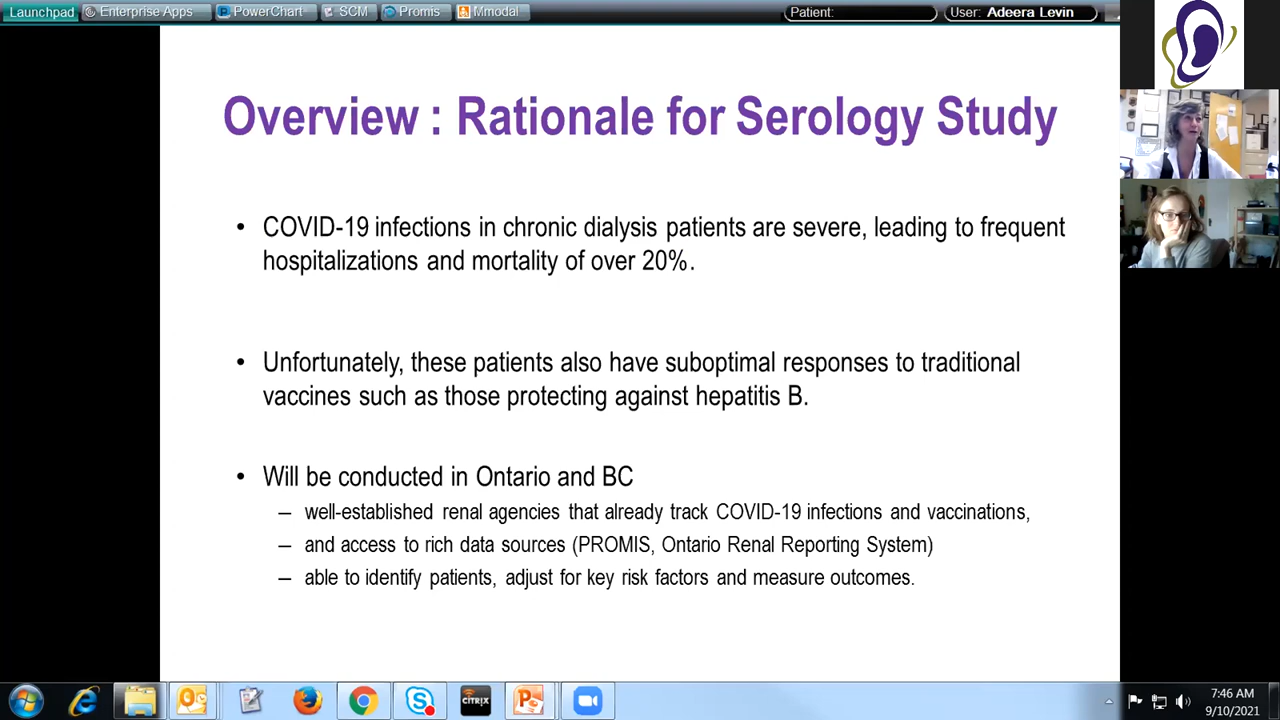 Launchpad Enterprise Apps PowerChart SCM Promis Mmodal Patient: User: Adeera Levin
Overview : Rationale for Serology Study
• COVID-19 infections in chronic dialysis patients are severe, leading to frequent
hospitalizations and mortality of over 20%.
• Unfortunately, these patients also have suboptimal responses to traditional
vaccines such as those protecting against hepatitis B.
• Will be conducted in Ontario and BC
– well-established renal agencies that already track COVID-19 infections and vaccinations,
– and access to rich data sources (PROMIS, Ontario Renal Reporting System)
– able to identify patients, adjust for key risk factors and measure outcomes.
CITRIX
7:46 AM
9/10/2021